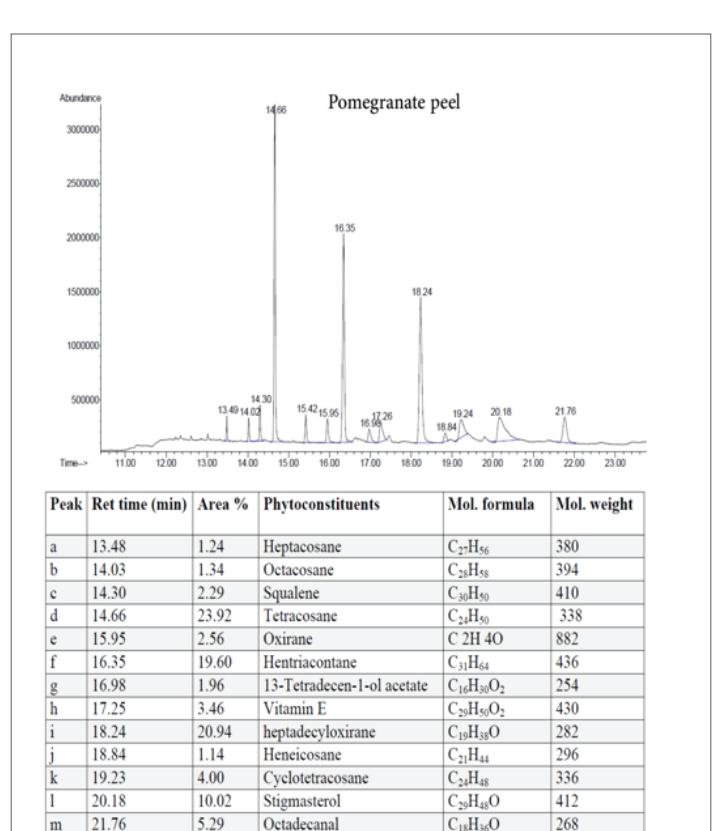 Abundance
Pomegranate peel
14.66
3000000
2500000
2000000
16.35
1500000
18.24
1000000
500000
13.49 14.02 14.30 15.42 15.95 16.98 17.26 18.84 19.24 20.18 21.76
Time--> 11.00 12.00 13.00 14.00 15.00 16.00 17.00 18.00 19.00 20.00 21.00 22.00 23.00
Peak Ret time (min) Area % Phytoconstituents Mol. formula Mol. weight
a 13.48 1.24 Heptacosane C₂₇H₅₆ 380
b 14.03 1.34 Octacosane C₂₈H₅₈ 394
c 14.30 2.29 Squalene C₃₀H₅₀ 410
d 14.66 23.92 Tetracosane C₂₄H₅₀ 338
e 15.95 2.56 Oxirane C 2H 4O 882
f 16.35 19.60 Hentriacontane C₃₁H₆₄ 436
g 16.98 1.96 13-Tetradecen-1-ol acetate C₁₆H₃₀O₂ 254
h 17.25 3.46 Vitamin E C₂₉H₅₀O₂ 430
i 18.24 20.94 heptadecyloxirane C₁₉H₃₈O 282
j 18.84 1.14 Heneicosane C₂₁H₄₄ 296
k 19.23 4.00 Cyclotetracosane C₂₄H₄₈ 336
l 20.18 10.02 Stigmasterol C₂₉H₄₈O 412
m 21.76 5.29 Octadecanal C₁₈H₃₆O 268